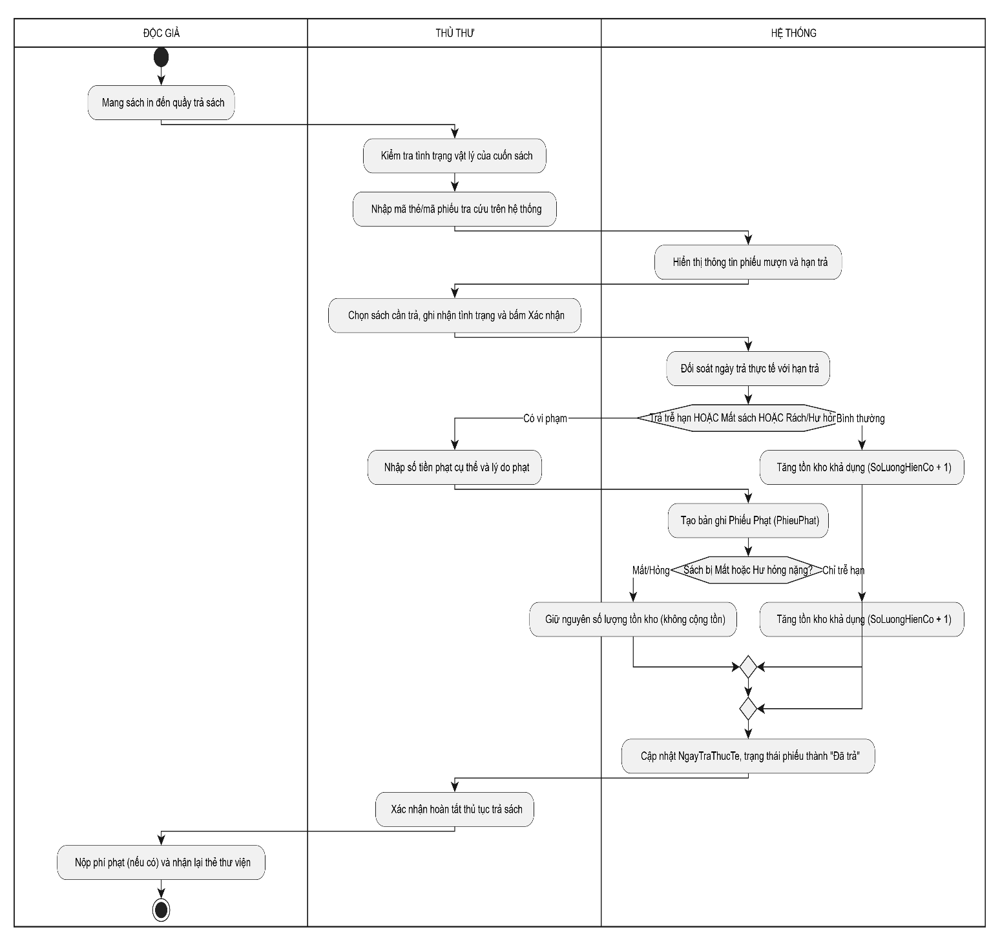 ĐỘC GIẢ
THỦ THƯ
HỆ THỐNG
Mang sách in đến quầy trả sách
Kiểm tra tình trạng vật lý của cuốn sách
Nhập mã thẻ/mã phiếu tra cứu trên hệ thống
Hiển thị thông tin phiếu mượn và hạn trả
Chọn sách cần trả, ghi nhận tình trạng và bấm Xác nhận
Đối soát ngày trả thực tế với hạn trả
Có vi phạm
Trả trễ hạn HOẶC Mất sách HOẶC Rách/Hư hỏn
Bình thường
Nhập số tiền phạt cụ thể và lý do phạt
Tăng tồn kho khả dụng (SoLuongHienCo + 1)
Tạo bản ghi Phiếu Phạt (PhieuPhat)
Mất/Hỏng
Sách bị Mất hoặc Hư hỏng nặng?
Chỉ trễ hạn
Giữ nguyên số lượng tồn kho (không cộng tồn)
Tăng tồn kho khả dụng (SoLuongHienCo + 1)
Cập nhật NgayTraThucTe, trạng thái phiếu thành "Đã trả"
Xác nhận hoàn tất thủ tục trả sách
Nộp phí phạt (nếu có) và nhận lại thẻ thư viện